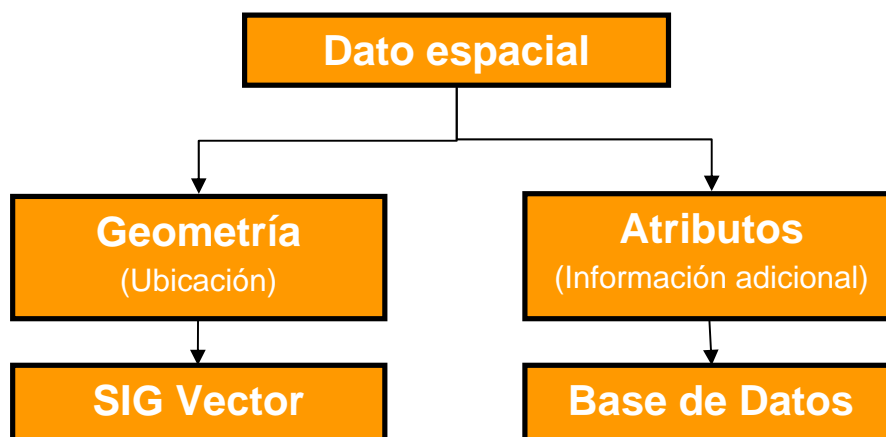 Dato espacial
Geometría
(Ubicación)
Atributos
(Información adicional)
SIG Vector
Base de Datos